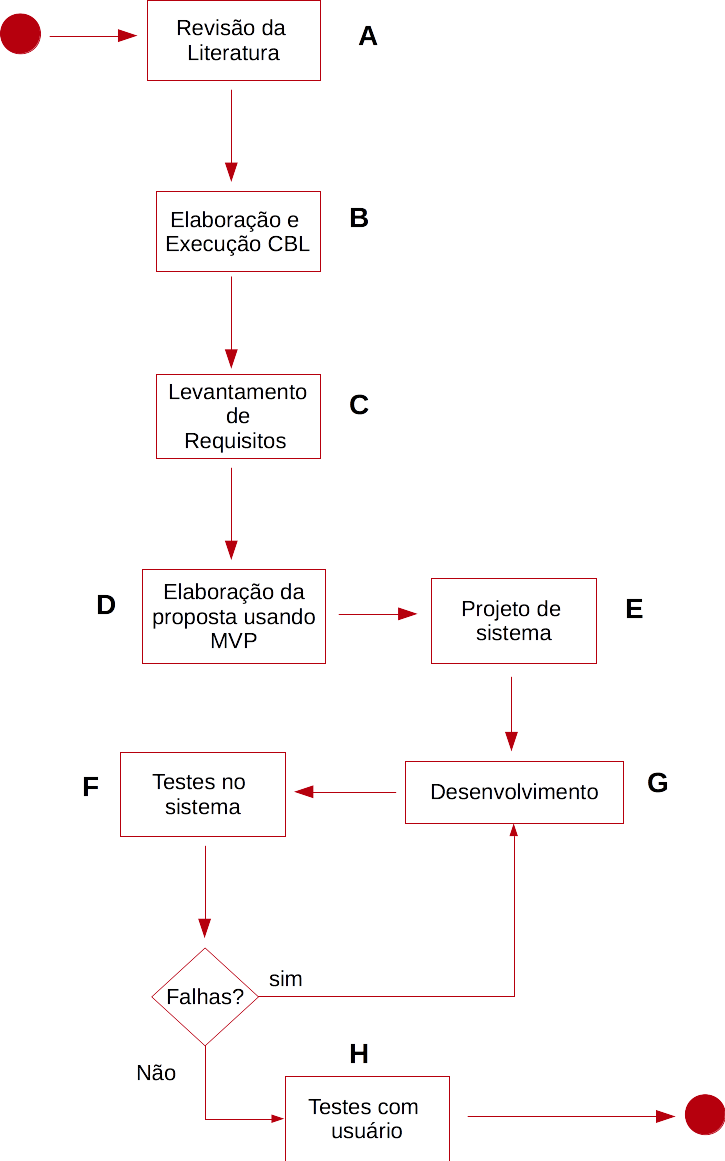 Revisão da
Literatura
A
Elaboração e
Execução CBL
B
Levantamento
de
Requisitos
C
D
Elaboração da
proposta usando
MVP
Projeto de
sistema
E
F
Testes no
sistema
Desenvolvimento
G
Falhas?
sim
Não
H
Testes com
usuário